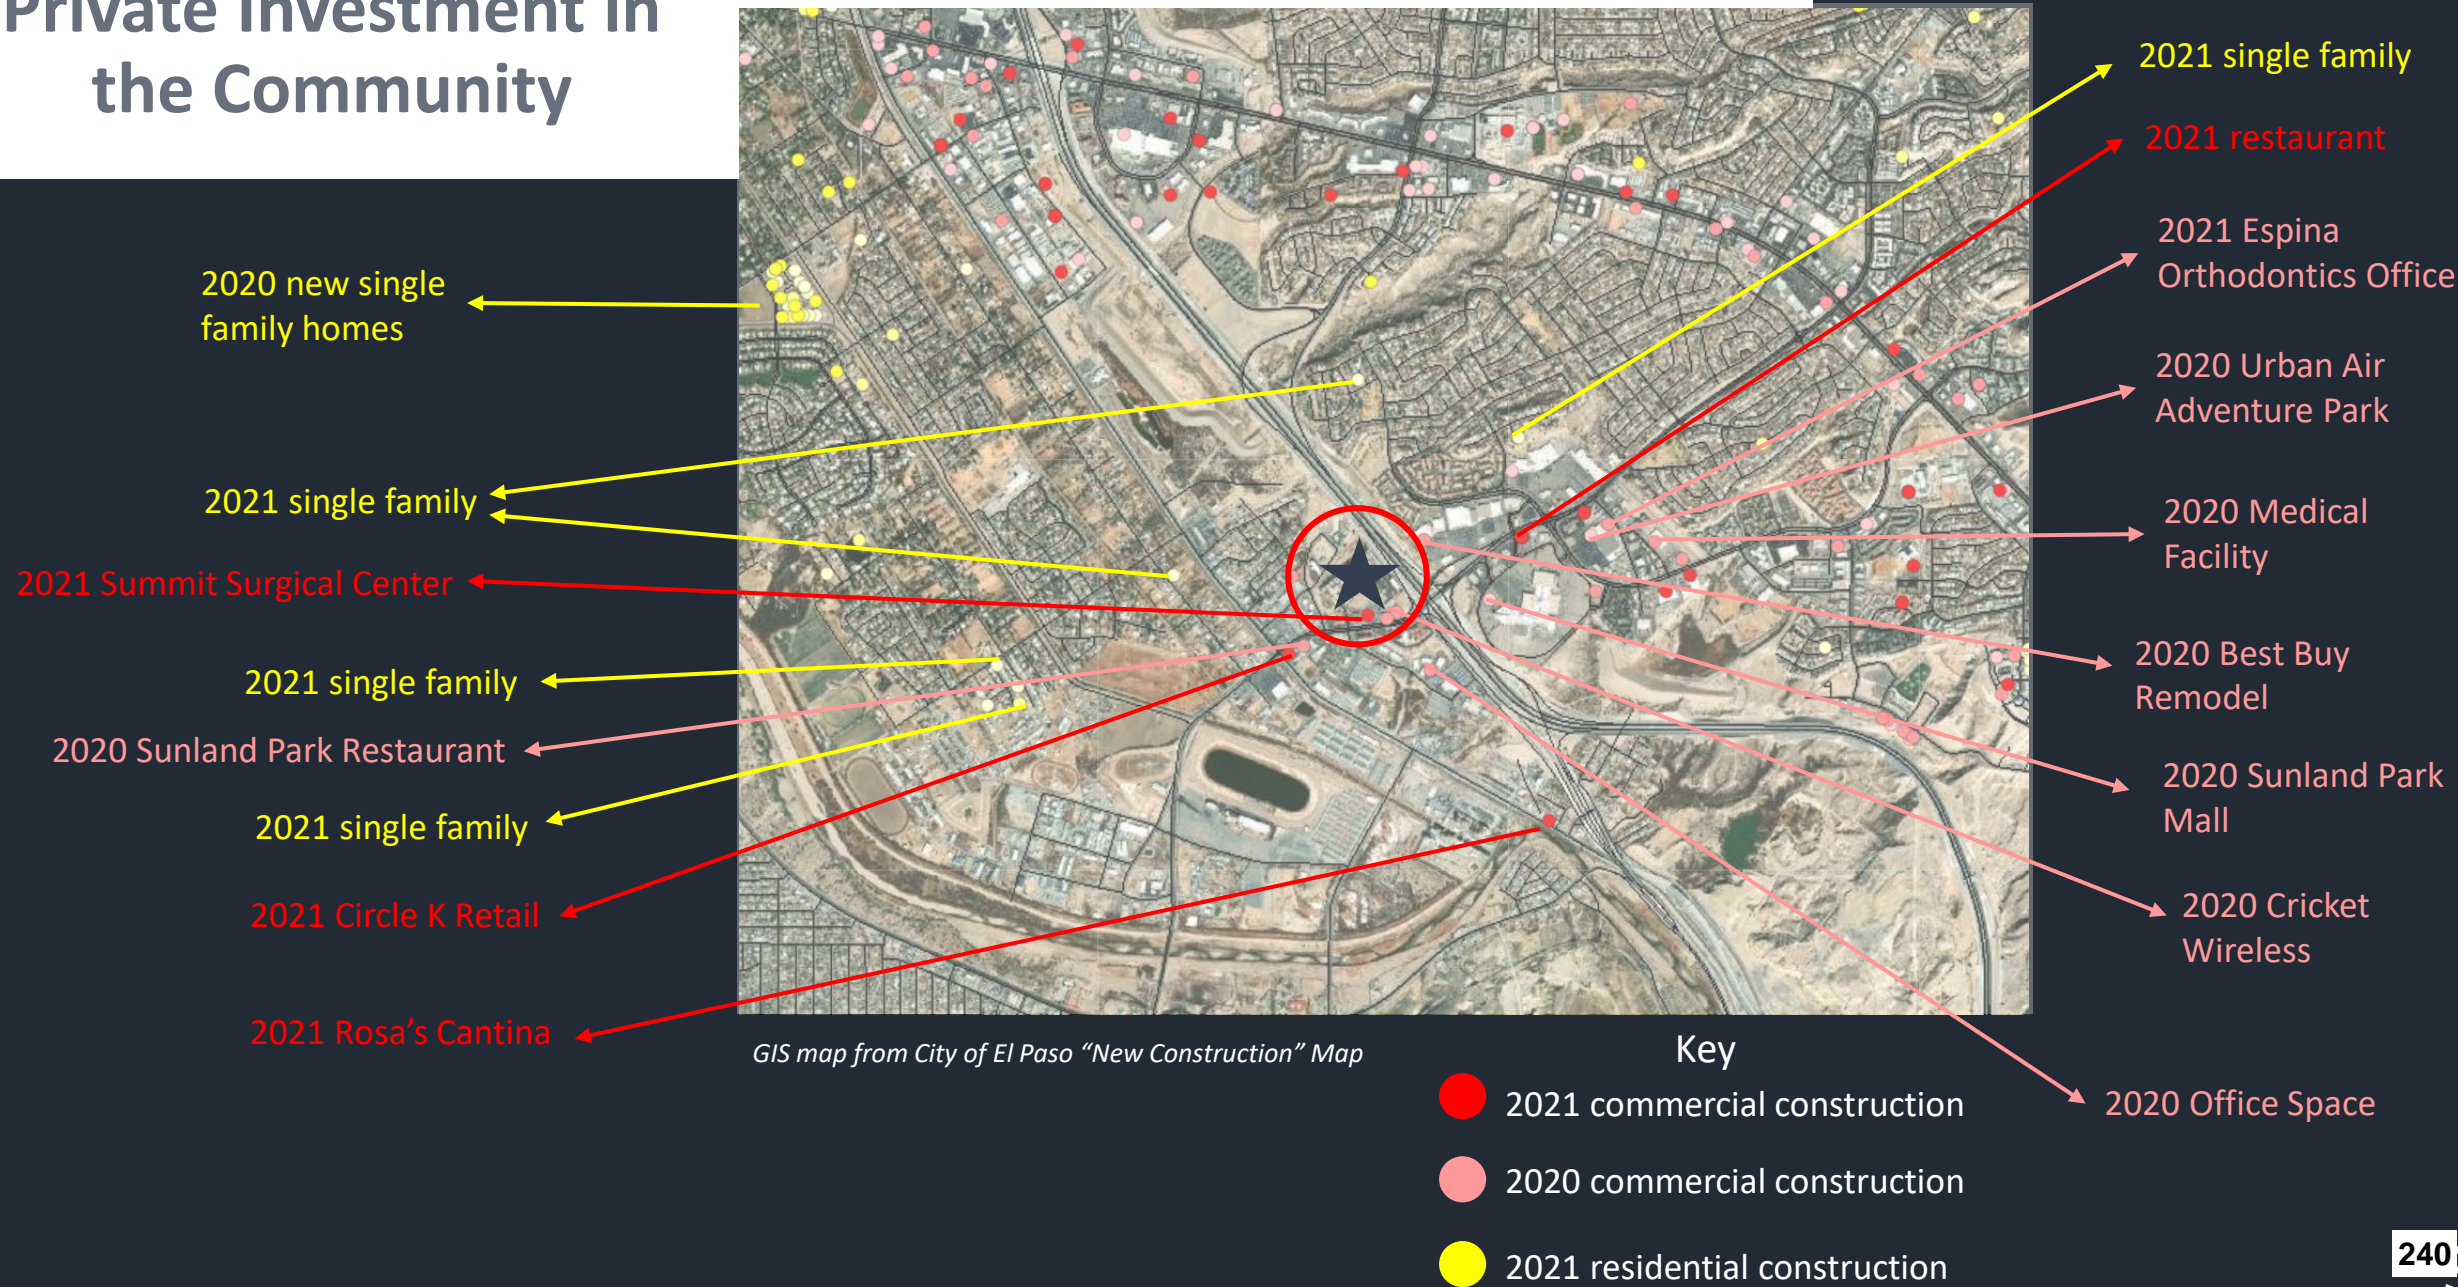 Private Investment in
the Community
2020 new single
family homes
2021 single family
2021 Summit Surgical Center
2021 single family
2020 Sunland Park Restaurant
2021 single family
2021 Circle K Retail
2021 Rosa’s Cantina
2021 single family
2021 restaurant
2021 Espina
Orthodontics Office
2020 Urban Air
Adventure Park
2020 Medical
Facility
2020 Best Buy
Remodel
2020 Sunland Park
Mall
2020 Cricket
Wireless
2020 Office Space
GIS map from City of El Paso “New Construction” Map
Key
2021 commercial construction
2020 commercial construction
2021 residential construction
240